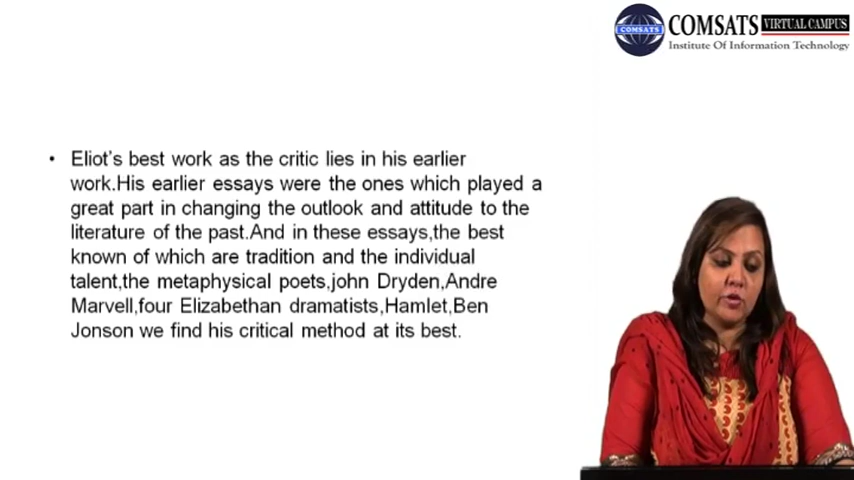 COMSATS VIRTUAL CAMPUS
COMSATS
Institute Of Information Technology
• Eliot's best work as the critic lies in his earlier
work.His earlier essays were the ones which played a
great part in changing the outlook and attitude to the
literature of the past.And in these essays,the best
known of which are tradition and the individual
talent,the metaphysical poets,john Dryden,Andre
Marvell,four Elizabethan dramatists,Hamlet,Ben
Jonson we find his critical method at its best.